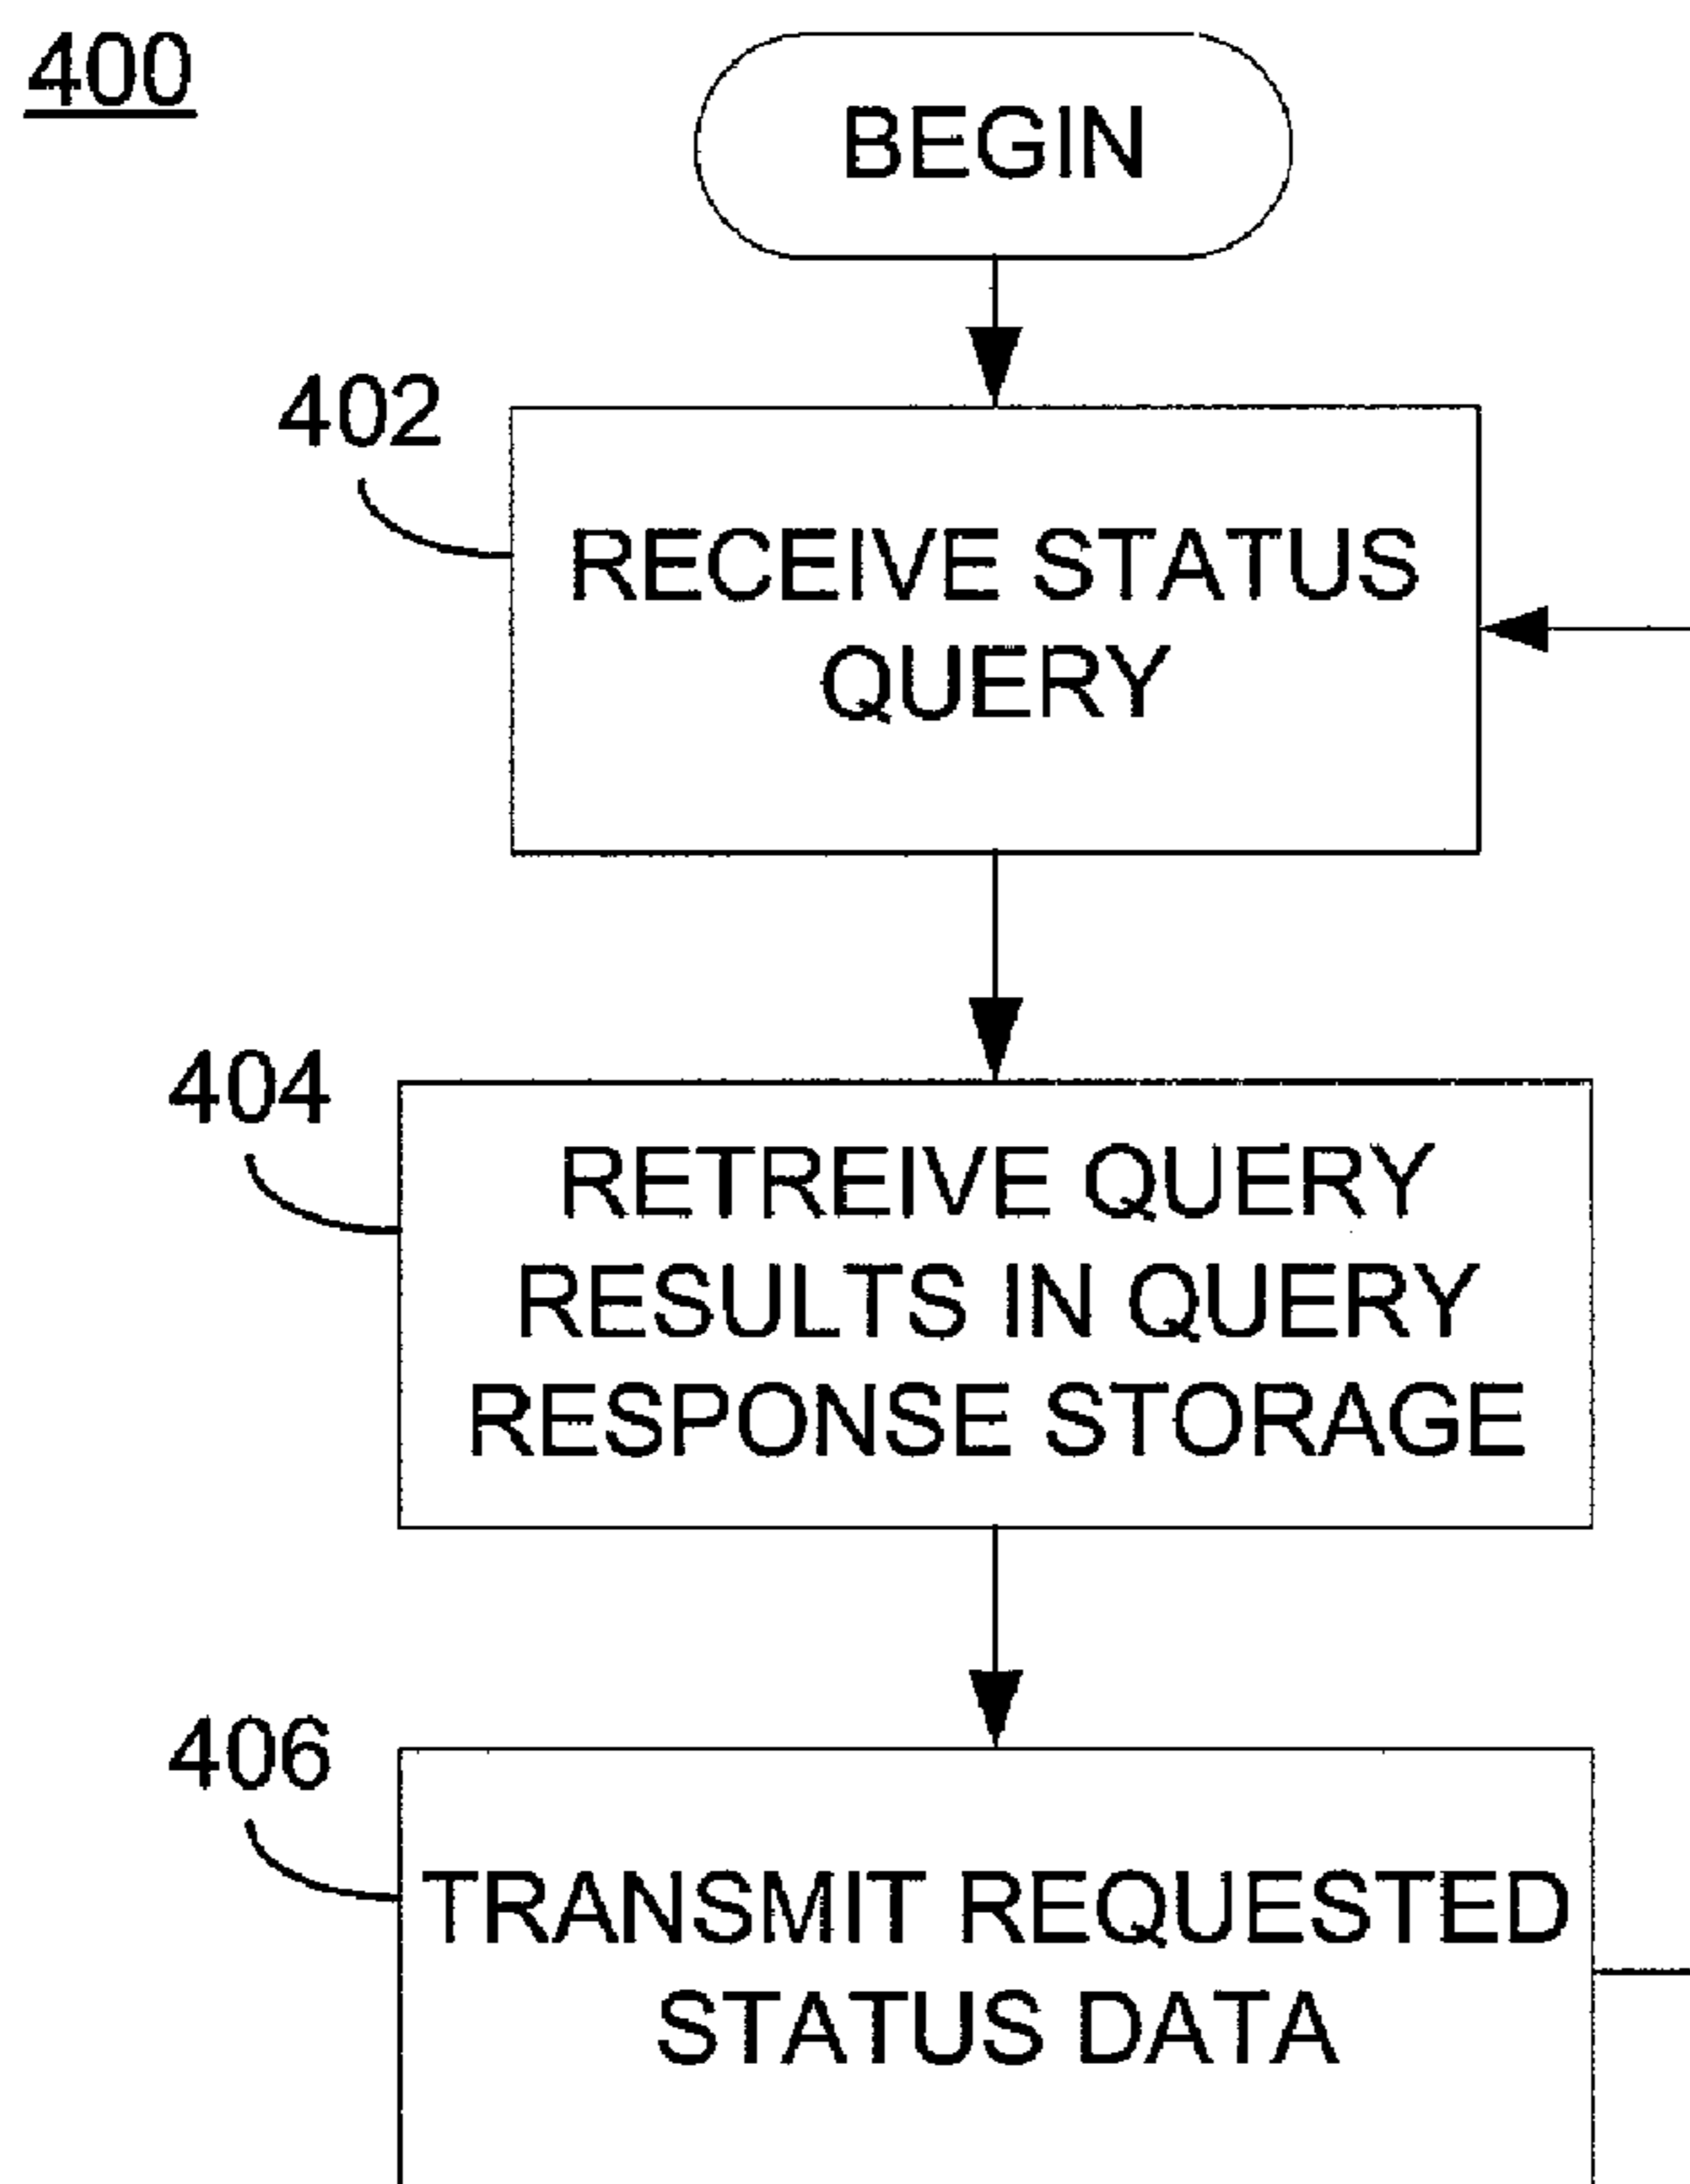 400
BEGIN
402
RECEIVE STATUS
QUERY
404
RETREIVE QUERY
RESULTS IN QUERY
RESPONSE STORAGE
406
TRANSMIT REQUESTED
STATUS DATA